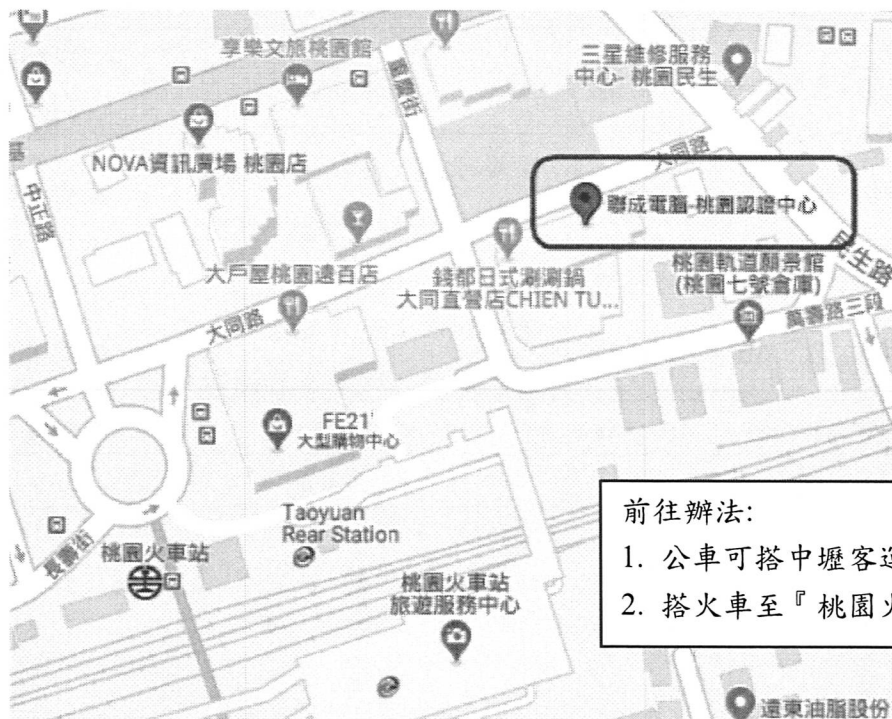 享樂文旅桃園館
三星維修服務
中心- 桃園民生
重慶街
NOVA資訊廣場 桃園店
中正路
大同路
聯成電腦-桃園認證中心
民生路
大戶屋桃園遠百店
錢都日式涮涮鍋
大同直營店CHIEN TU...
桃園軌道願景館
(桃園七號倉庫)
萬壽路三段
大同路
FE21'
大型購物中心
Taoyuan
Rear Station
長壽街
桃園火車站
桃園火車站
旅遊服務中心
前往辦法:
1. 公車可搭中壢客運
2. 搭火車至『桃園火
遠東油脂股份